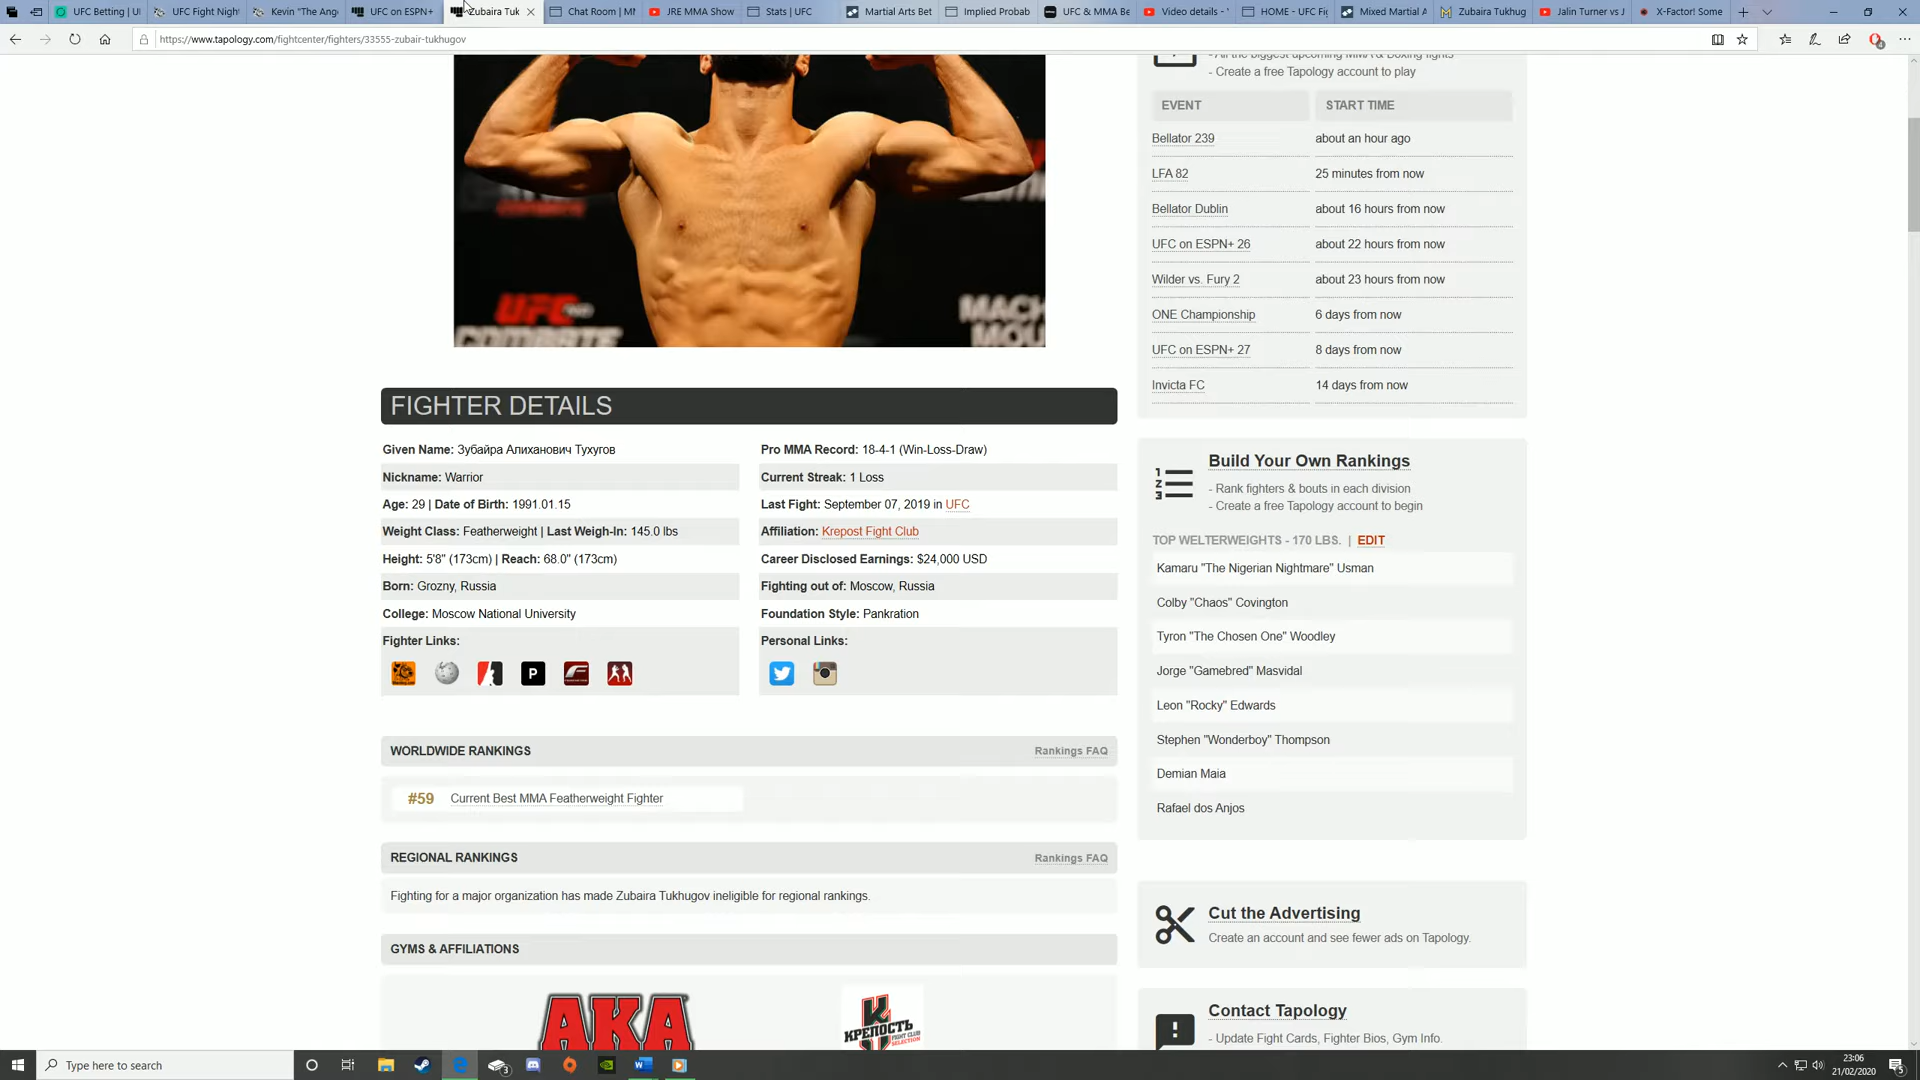 UFC Betting | U
UFC Fight Nigh
Kevin "The Ang
UFC on ESPN+
Zubaira Tuk
Chat Room | MM
JRE MMA Show
Stats | UFC
Martial Arts Bet
Implied Probab
UFC & MMA Be
Video details -
HOME - UFC Fi
Mixed Martial A
Zubaira Tukhug
Jalin Turner vs J
X-Factor! Some
https://www.tapology.com/fightcenter/fighters/33555-zubair-tukhugov
UFC
COMBATE
MACH
MOU
FIGHTER DETAILS
Given Name: Зубайра Алиханович Тухугов
Pro MMA Record: 18-4-1 (Win-Loss-Draw)
Nickname: Warrior
Current Streak: 1 Loss
Age: 29 | Date of Birth: 1991.01.15
Last Fight: September 07, 2019 in UFC
Weight Class: Featherweight | Last Weigh-In: 145.0 lbs
Affiliation: Krepost Fight Club
Height: 5'8" (173cm) | Reach: 68.0" (173cm)
Career Disclosed Earnings: $24,000 USD
Born: Grozny, Russia
Fighting out of: Moscow, Russia
College: Moscow National University
Foundation Style: Pankration
Fighter Links:
Personal Links:
P
WORLDWIDE RANKINGS
Rankings FAQ
#59 Current Best MMA Featherweight Fighter
REGIONAL RANKINGS
Rankings FAQ
Fighting for a major organization has made Zubaira Tukhugov ineligible for regional rankings.
GYMS & AFFILIATIONS
AKA
К
КРЕПОСТЬ
FIGHT CLUB
SELECTION
- All the biggest upcoming MMA & Boxing fights
- Create a free Tapology account to play
EVENT START TIME
Bellator 239 about an hour ago
LFA 82 25 minutes from now
Bellator Dublin about 16 hours from now
UFC on ESPN+ 26 about 22 hours from now
Wilder vs. Fury 2 about 23 hours from now
ONE Championship 6 days from now
UFC on ESPN+ 27 8 days from now
Invicta FC 14 days from now
Build Your Own Rankings
- Rank fighters & bouts in each division
- Create a free Tapology account to begin
TOP WELTERWEIGHTS - 170 LBS. | EDIT
Kamaru "The Nigerian Nightmare" Usman
Colby "Chaos" Covington
Tyron "The Chosen One" Woodley
Jorge "Gamebred" Masvidal
Leon "Rocky" Edwards
Stephen "Wonderboy" Thompson
Demian Maia
Rafael dos Anjos
Cut the Advertising
Create an account and see fewer ads on Tapology.
Contact Tapology
- Update Fight Cards, Fighter Bios, Gym Info.
Type here to search
23:06
21/02/2020